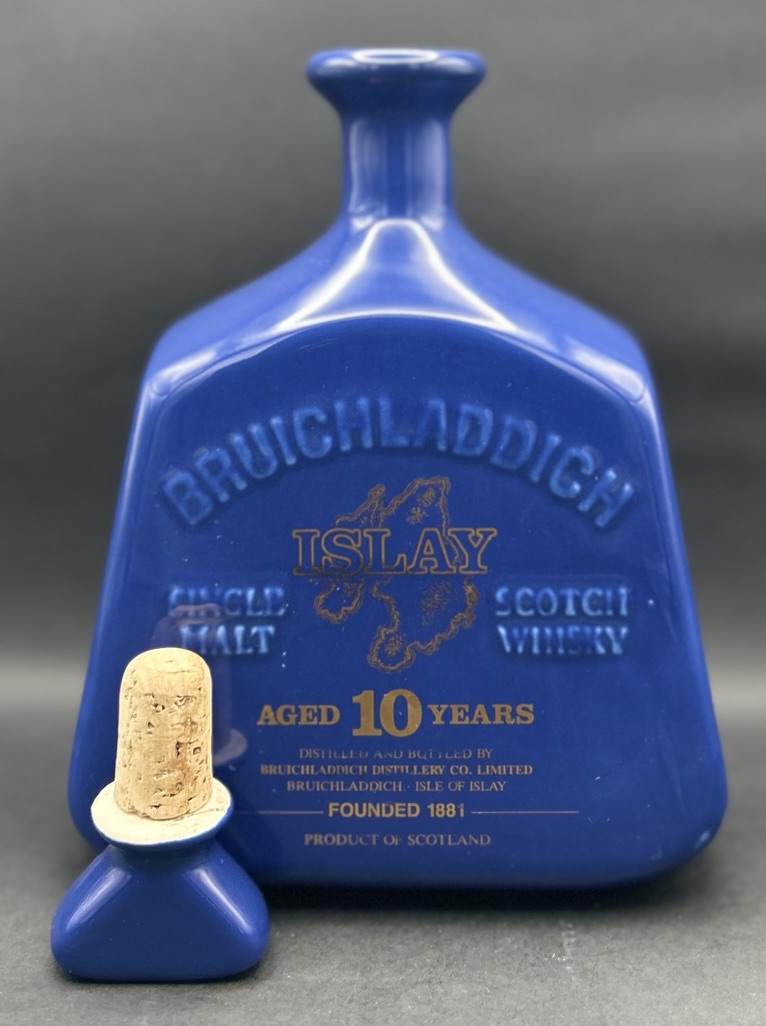 BRUICHLADDICH
ISLAY
SINGLE MALT
SCOTCH WHISKY
AGED 10 YEARS
DISTILLED AND BOTTLED BY
BRUICHLADDICH DISTILLERY CO. LIMITED
BRUICHLADDICH · ISLE OF ISLAY
FOUNDED 1881
PRODUCT OF SCOTLAND